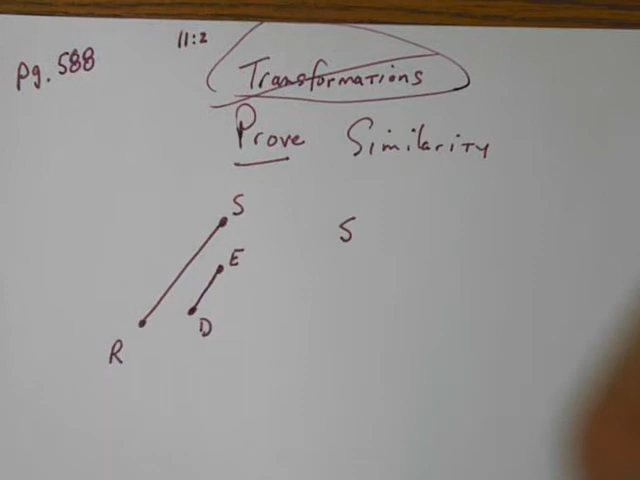 11:2
pg. 588
Transformations
Prove Similarity
S
S
E
D
R